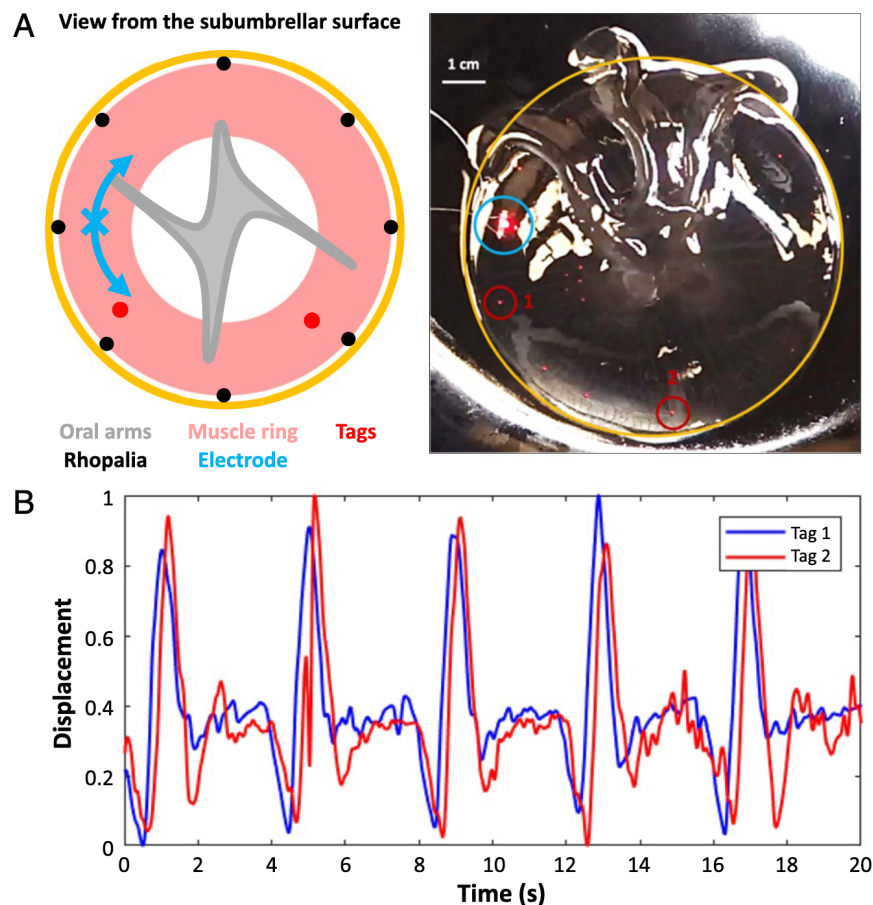 A
View from the subumbrellar surface
Oral arms
Muscle ring
Tags
Rhopalia
Electrode
1 cm
1
2
B
Displacement
1
0.8
0.6
0.4
0.2
0
Tag 1
Tag 2
0
2
4
6
8
10
12
14
16
18
20
Time (s)